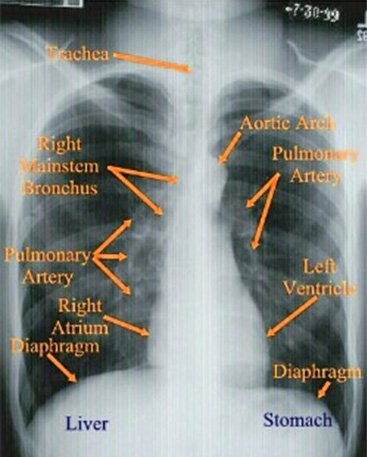 7-30-99
Trachea
Aortic Arch
Right
Mainstem
Bronchus
Pulmonary
Artery
Pulmonary
Artery
Left
Ventricle
Right
Atrium
Diaphragm
Diaphragm
Liver
Stomach